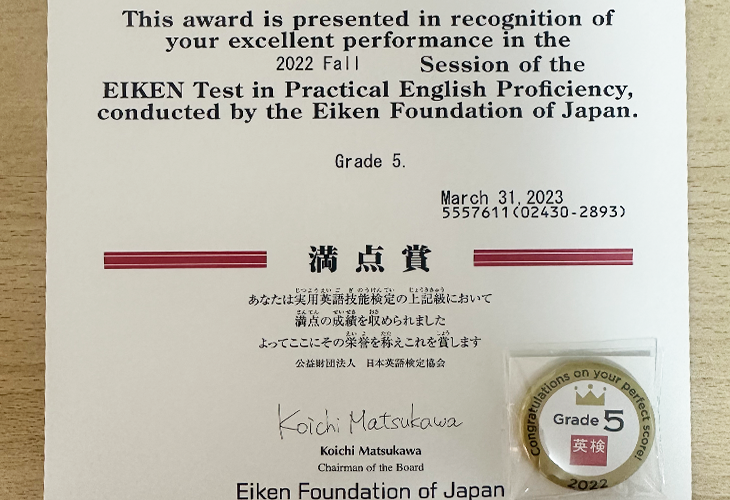 This award is presented in recognition of
your excellent performance in the
2022 Fall Session of the
EIKEN Test in Practical English Proficiency,
conducted by the Eiken Foundation of Japan.
Grade 5.
March 31,2023
5557611(02430-2893)
満点賞
あなたは実用英語技能検定の上記級において
満点の成績を収められました
よってここにその栄誉を称えこれを賞します
公益財団法人 日本英語検定協会
Koichi Matsukawa
Koichi Matsukawa
Chairman of the Board
Eiken Foundation of Japan
Congratulations on your perfect score!
Grade 5
英検
2022